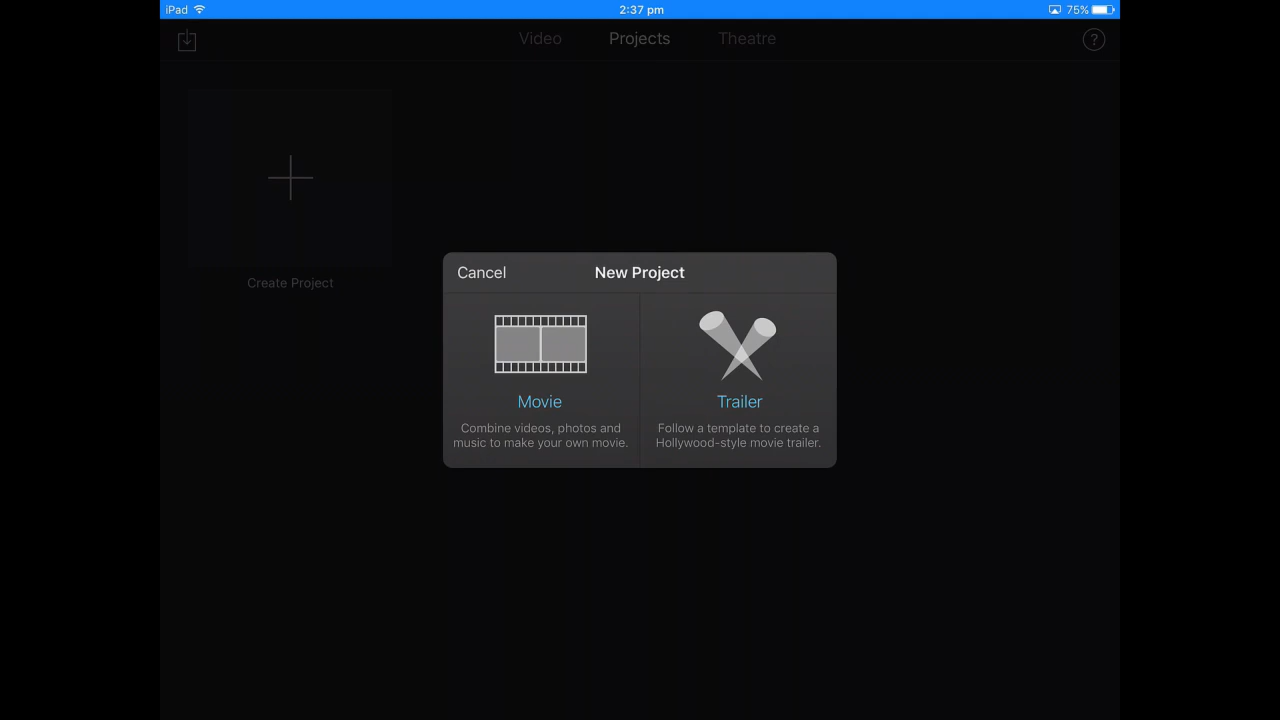 iPad 2:37 pm 75%
Video Projects Theatre ?
Create Project
Cancel New Project
Movie
Combine videos, photos and
music to make your own movie.
Trailer
Follow a template to create a
Hollywood-style movie trailer.